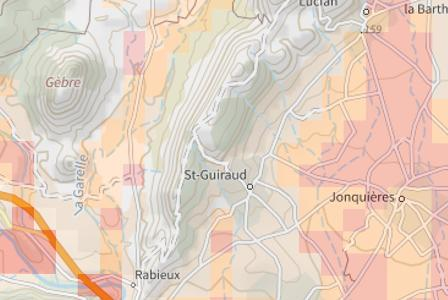 Lucian
la Barth
159
Gèbre
la Garelle
St-Guiraud
Jonquières
Rabieux